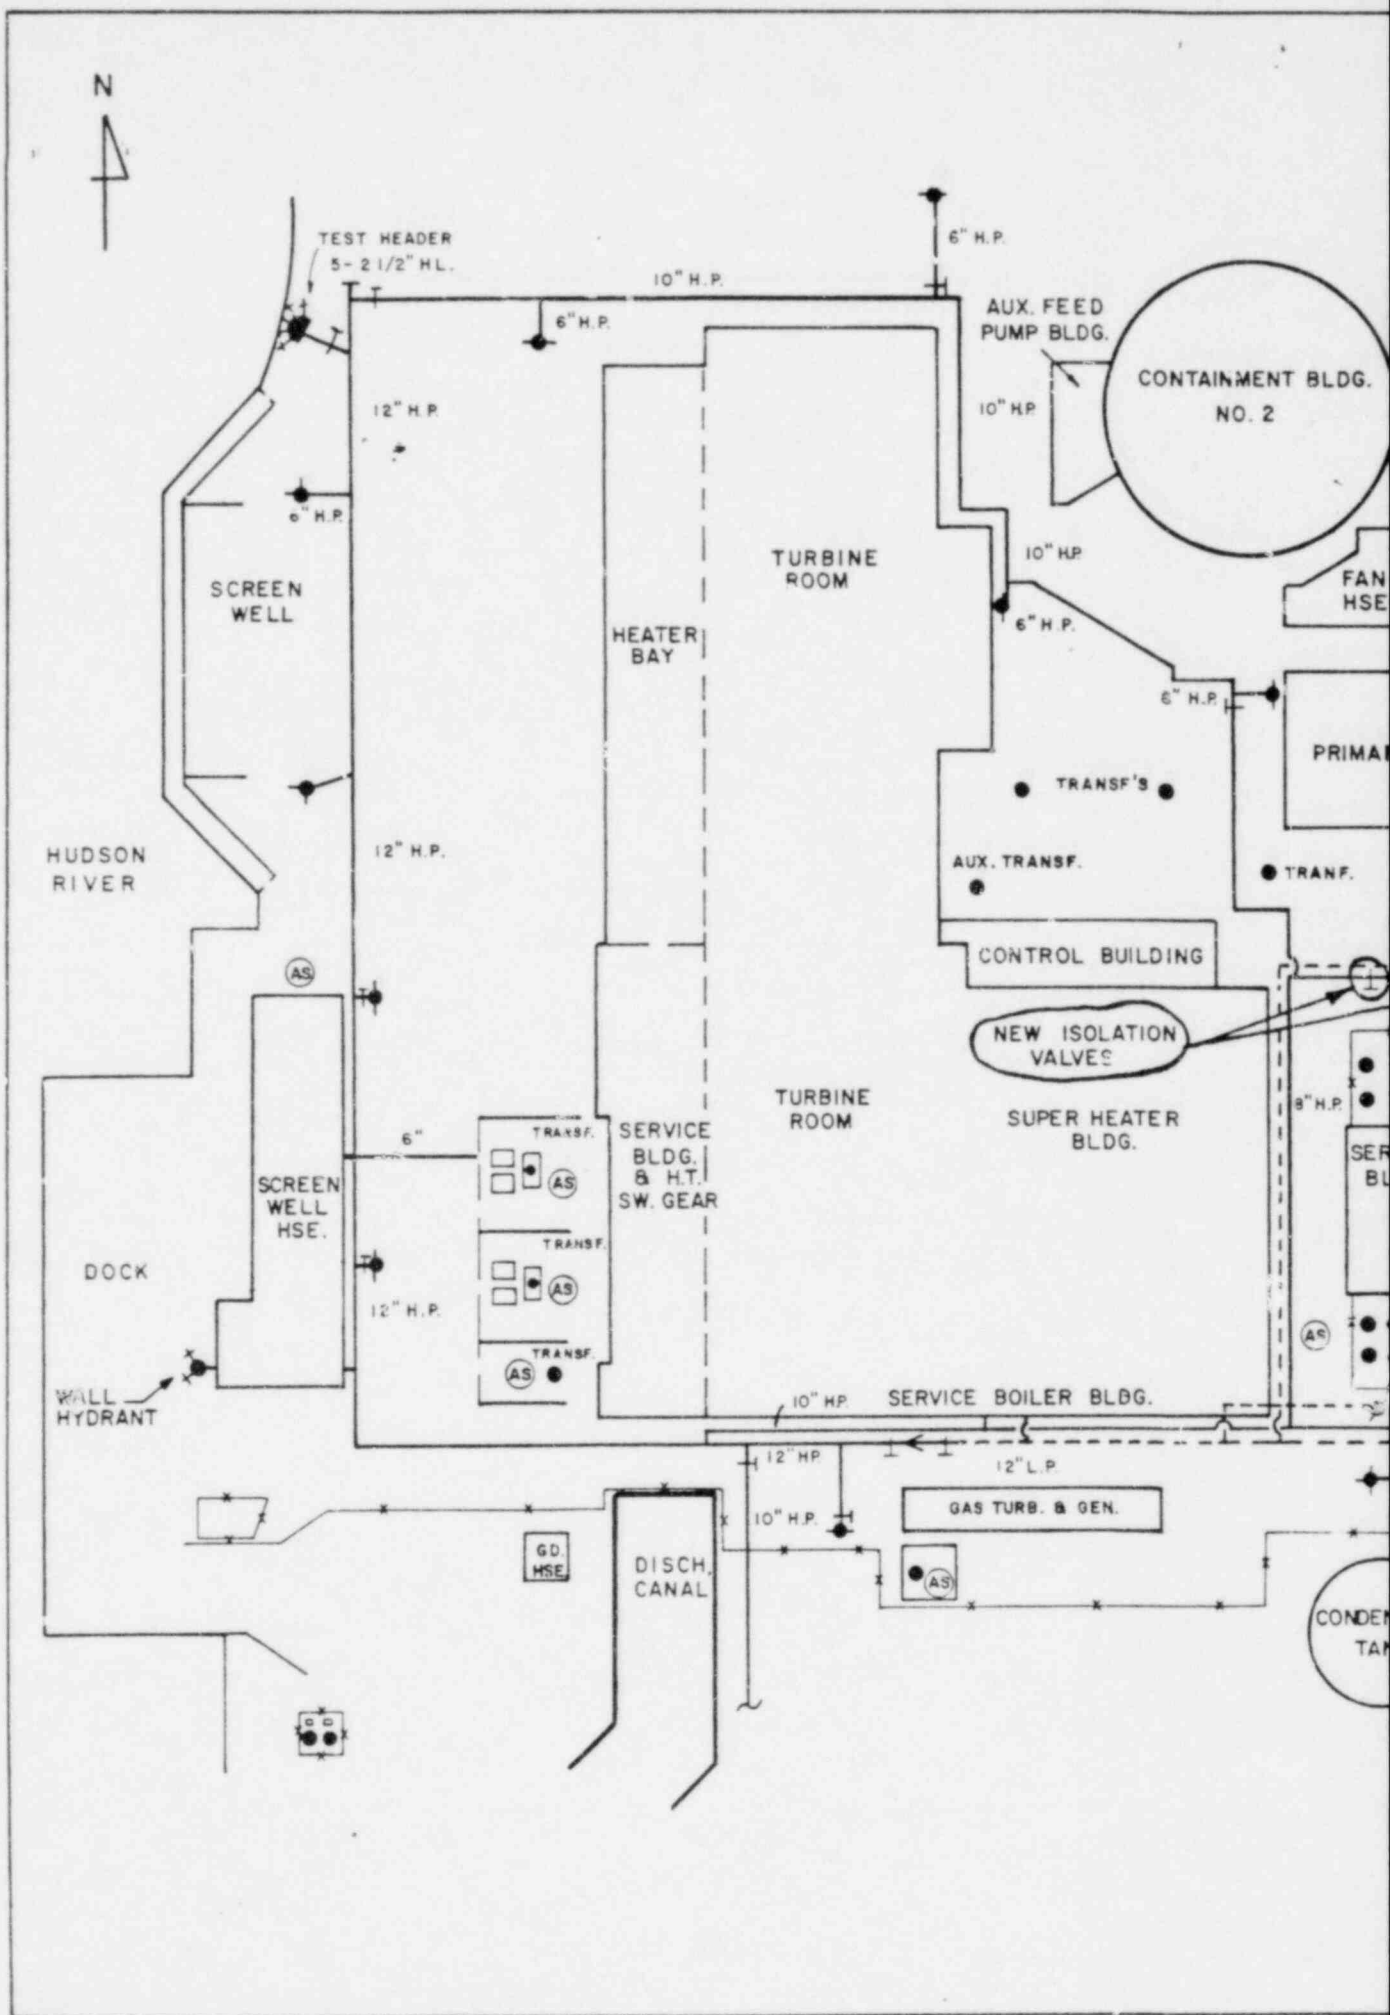 N
TEST HEADER
5-2 1/2" HL.
6" H.P.
10" H.P.
6" H.P.
AUX. FEED
PUMP BLDG.
CONTAINMENT BLDG.
NO. 2
12" H.P.
10" H.P.
6" H.P.
SCREEN
WELL
TURBINE
ROOM
10" H.P.
FAN
HSE
6" H.P.
HEATER
BAY
H.P.
TRANSF'S
12" H.P.
HUDSON
RIVER
AUX. TRANSF.
TRANF.
CONTROL BUILDING
AS
NEW ISOLATION
VALVES
TURBINE
ROOM
SUPER HEATER
BLDG.
8" H.P.
6"
TRANSF.
AS
SERVICE
BLDG.
& H.T.
SW. GEAR
SCREEN
WELL
HSE.
TRANSF.
AS
DOCK
12" H.P.
AS
TRANSF.
AS
WALL
HYDRANT
10" H.P.
SERVICE BOILER BLDG.
12" H.P.
12" L.P.
10" H.P.
GAS TURB. & GEN.
GD.
HSE.
DISCH.
CANAL
AS